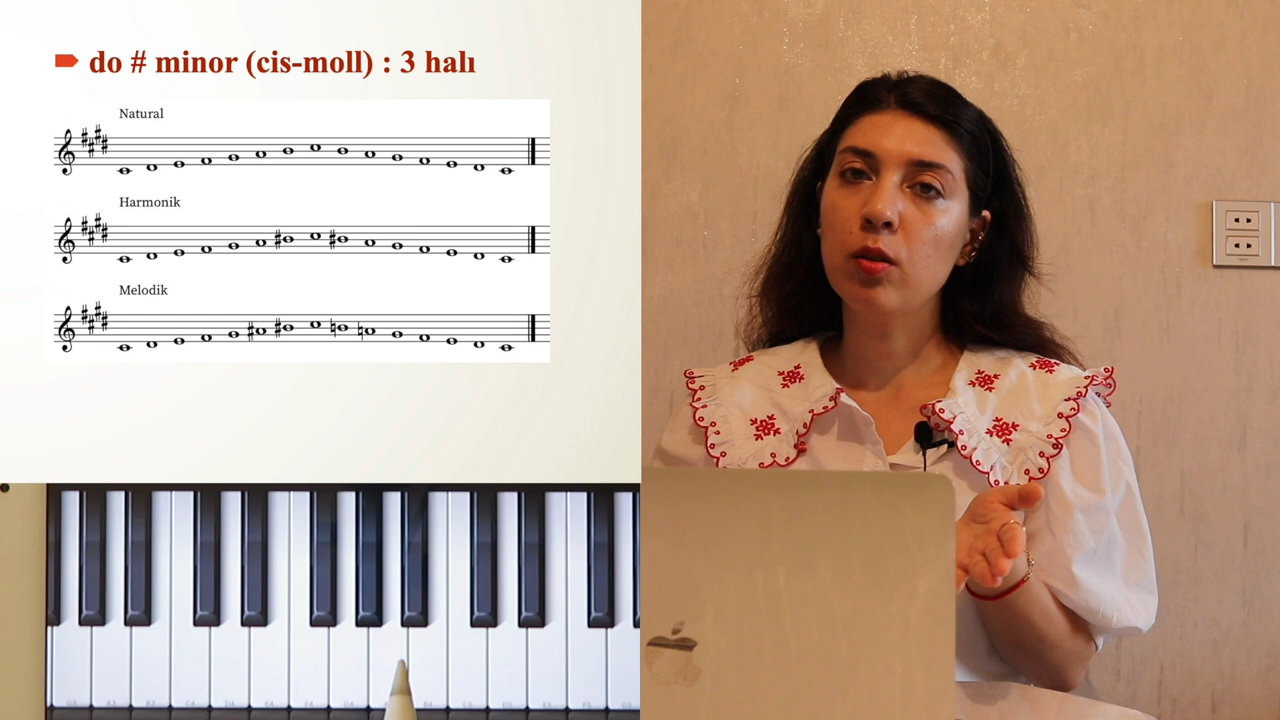 do # minor (cis-moll) : 3 halı
Natural
Harmonik
Melodik